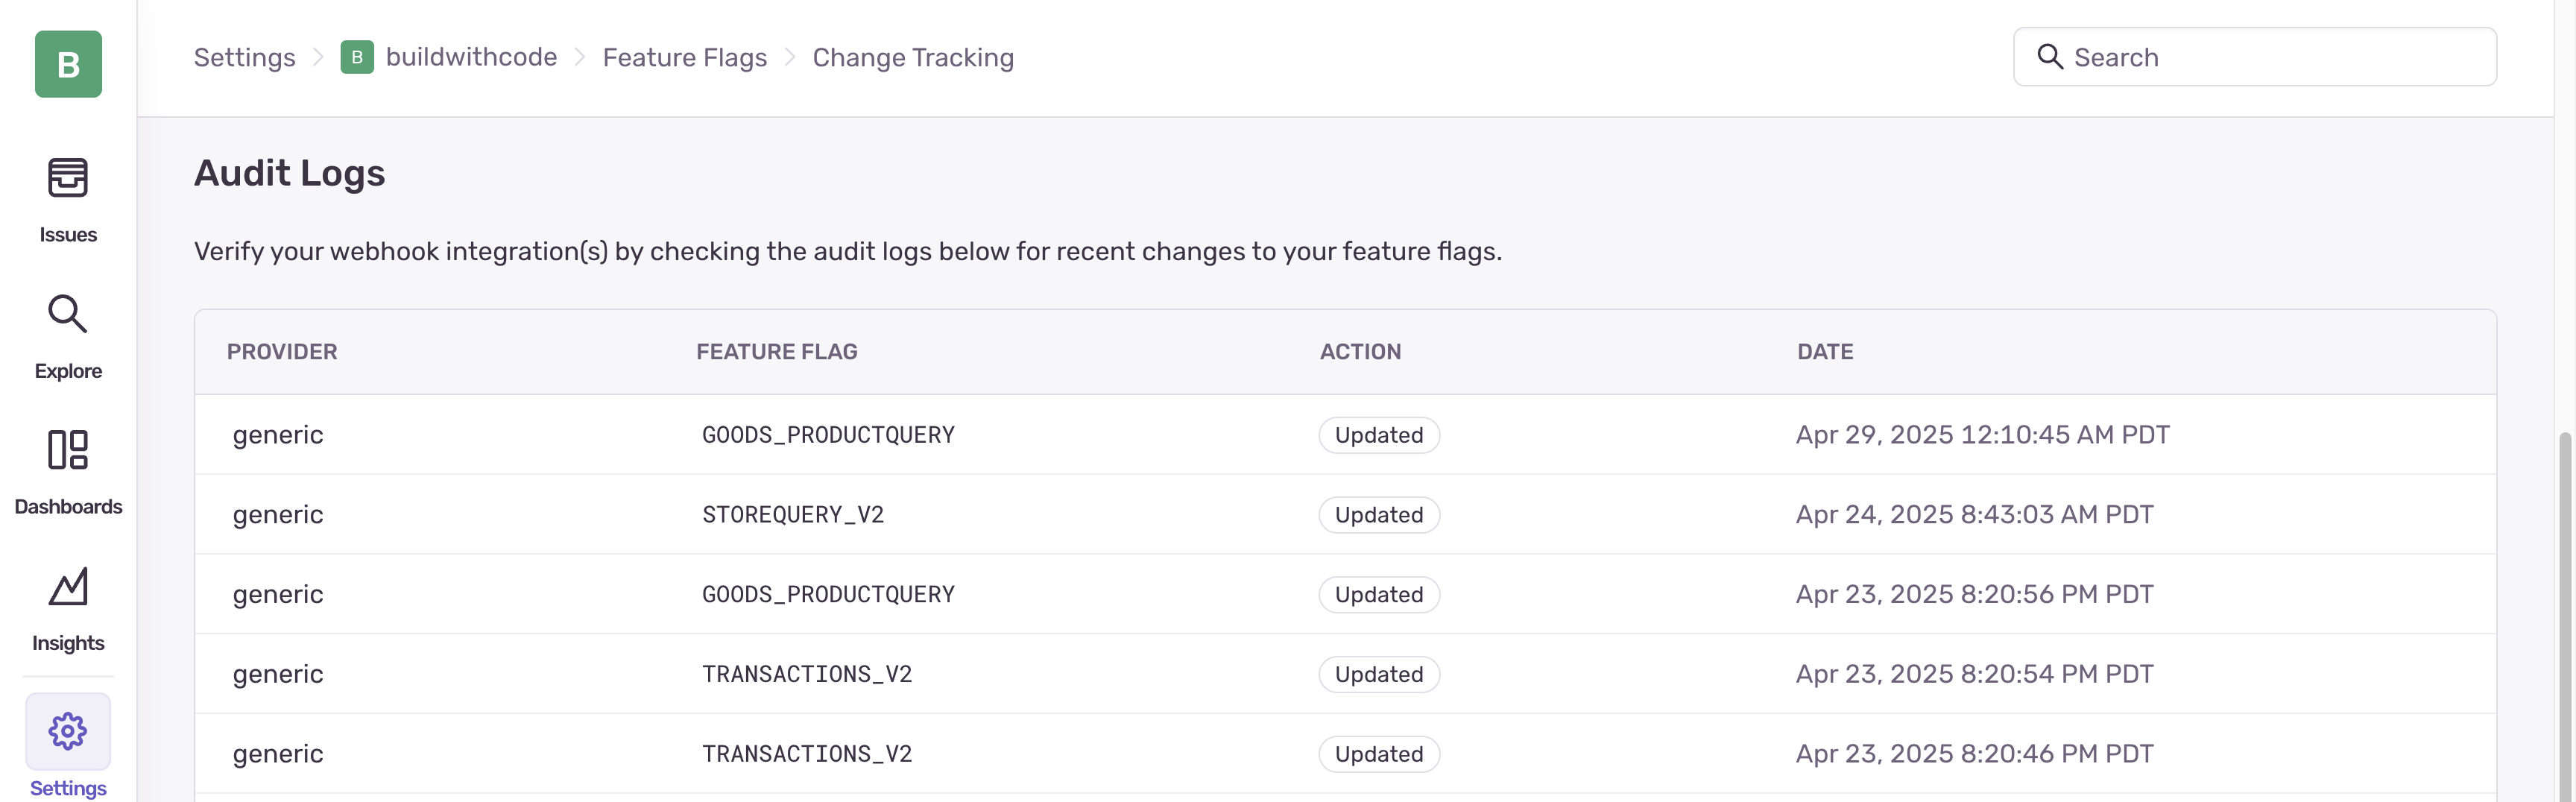 B
Settings
B
buildwithcode
Feature Flags
Change Tracking
Search
Issues
Explore
Dashboards
Insights
Settings
Audit Logs
Verify your webhook integration(s) by checking the audit logs below for recent changes to your feature flags.
PROVIDER FEATURE FLAG ACTION DATE
generic GOODS_PRODUCTQUERY Updated Apr 29, 2025 12:10:45 AM PDT
generic STOREQUERY_V2 Updated Apr 24, 2025 8:43:03 AM PDT
generic GOODS_PRODUCTQUERY Updated Apr 23, 2025 8:20:56 PM PDT
generic TRANSACTIONS_V2 Updated Apr 23, 2025 8:20:54 PM PDT
generic TRANSACTIONS_V2 Updated Apr 23, 2025 8:20:46 PM PDT